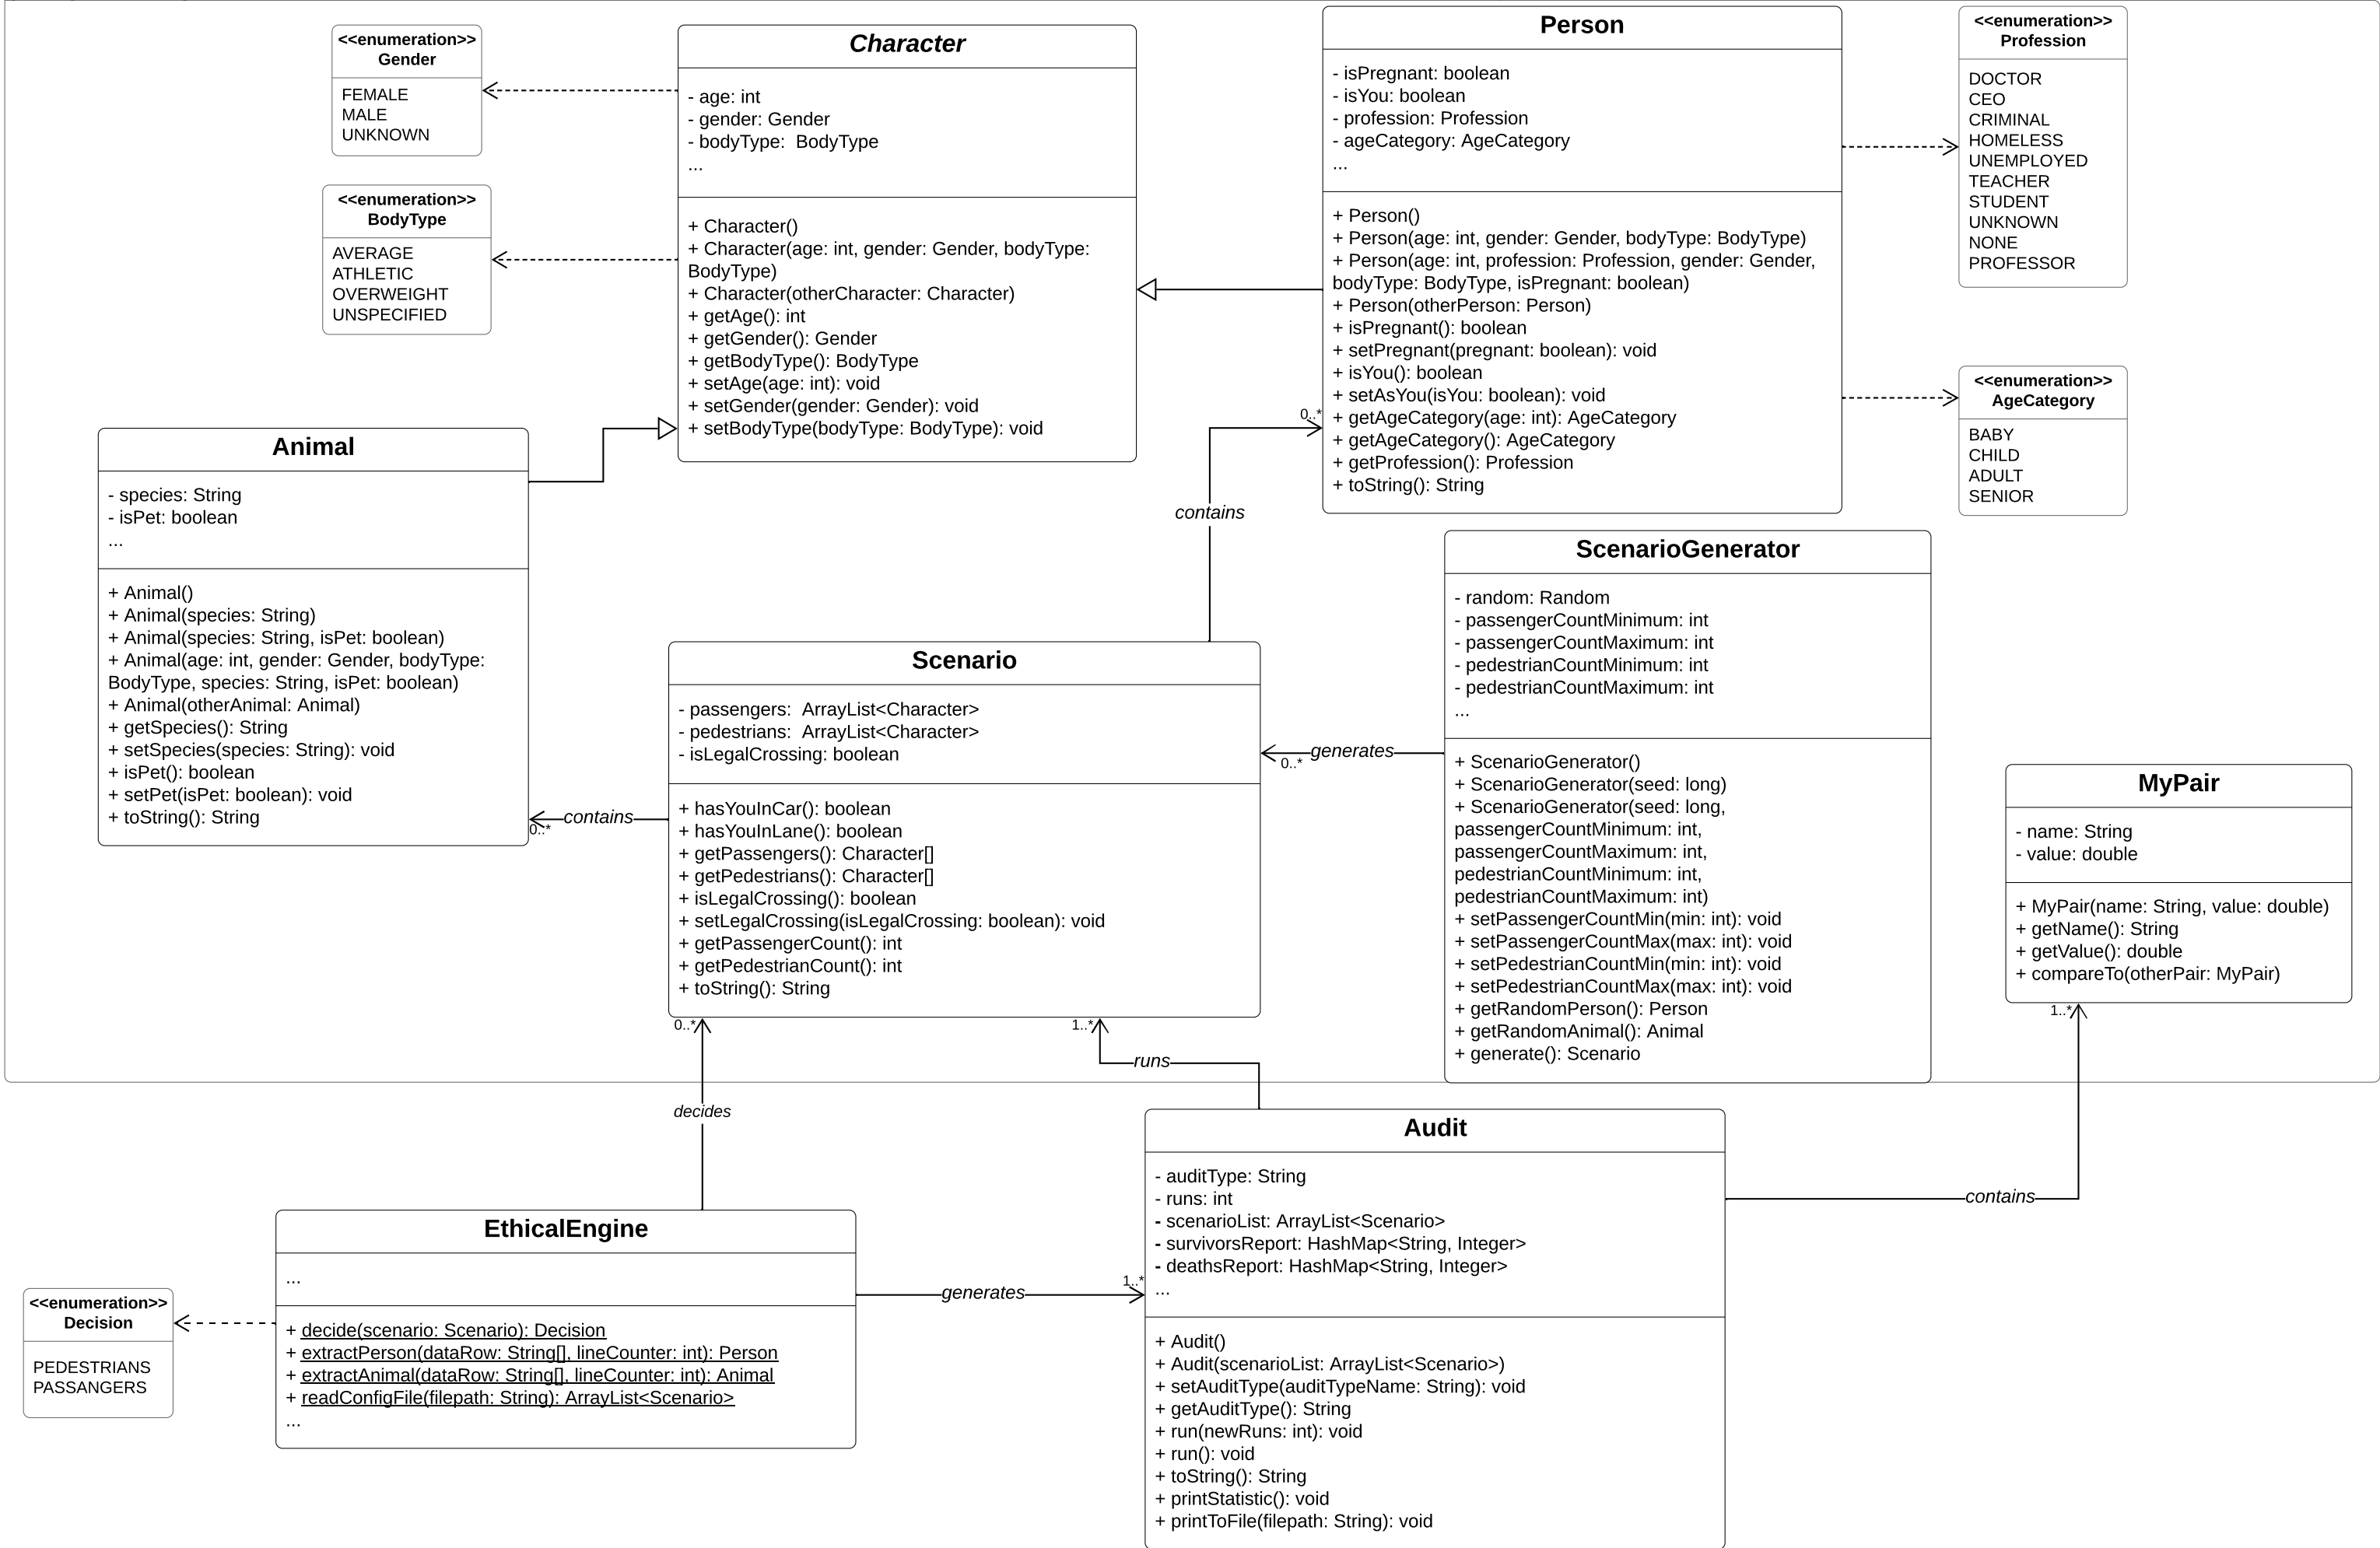 <<enumeration>>
Gender
FEMALE
MALE
UNKNOWN
<<enumeration>>
BodyType
AVERAGE
ATHLETIC
OVERWEIGHT
UNSPECIFIED
Character
- age: int
- gender: Gender
- bodyType:  BodyType
...
+ Character()
+ Character(age: int, gender: Gender, bodyType:
BodyType)
+ Character(otherCharacter: Character)
+ getAge(): int
+ getGender(): Gender
+ getBodyType(): BodyType
+ setAge(age: int): void
+ setGender(gender: Gender): void
+ setBodyType(bodyType: BodyType): void
Person
- isPregnant: boolean
- isYou: boolean
- profession: Profession
- ageCategory: AgeCategory
...
+ Person()
+ Person(age: int, gender: Gender, bodyType: BodyType)
+ Person(age: int, profession: Profession, gender: Gender,
bodyType: BodyType, isPregnant: boolean)
+ Person(otherPerson: Person)
+ isPregnant(): boolean
+ setPregnant(pregnant: boolean): void
+ isYou(): boolean
+ setAsYou(isYou: boolean): void
+ getAgeCategory(age: int): AgeCategory
+ getAgeCategory(): AgeCategory
+ getProfession(): Profession
+ toString(): String
<<enumeration>>
Profession
DOCTOR
CEO
CRIMINAL
HOMELESS
UNEMPLOYED
TEACHER
STUDENT
UNKNOWN
NONE
PROFESSOR
<<enumeration>>
AgeCategory
BABY
CHILD
ADULT
SENIOR
0..*
contains
Animal
- species: String
- isPet: boolean
...
+ Animal()
+ Animal(species: String)
+ Animal(species: String, isPet: boolean)
+ Animal(age: int, gender: Gender, bodyType:
BodyType, species: String, isPet: boolean)
+ Animal(otherAnimal: Animal)
+ getSpecies(): String
+ setSpecies(species: String): void
+ isPet(): boolean
+ setPet(isPet: boolean): void
+ toString(): String
contains
0..*
Scenario
- passengers:  ArrayList<Character>
- pedestrians:  ArrayList<Character>
- isLegalCrossing: boolean
+ hasYouInCar(): boolean
+ hasYouInLane(): boolean
+ getPassengers(): Character[]
+ getPedestrians(): Character[]
+ isLegalCrossing(): boolean
+ setLegalCrossing(isLegalCrossing: boolean): void
+ getPassengerCount(): int
+ getPedestrianCount(): int
+ toString(): String
generates
0..*
ScenarioGenerator
- random: Random
- passengerCountMinimum: int
- passengerCountMaximum: int
- pedestrianCountMinimum: int
- pedestrianCountMaximum: int
...
+ ScenarioGenerator()
+ ScenarioGenerator(seed: long)
+ ScenarioGenerator(seed: long,
passengerCountMinimum: int,
passengerCountMaximum: int,
pedestrianCountMinimum: int,
pedestrianCountMaximum: int)
+ setPassengerCountMin(min: int): void
+ setPassengerCountMax(max: int): void
+ setPedestrianCountMin(min: int): void
+ setPedestrianCountMax(max: int): void
+ getRandomPerson(): Person
+ getRandomAnimal(): Animal
+ generate(): Scenario
MyPair
- name: String
- value: double
+ MyPair(name: String, value: double)
+ getName(): String
+ getValue(): double
+ compareTo(otherPair: MyPair)
0..*
1..*
1..*
runs
decides
contains
EthicalEngine
...
+ decide(scenario: Scenario): Decision
+ extractPerson(dataRow: String[], lineCounter: int): Person
+ extractAnimal(dataRow: String[], lineCounter: int): Animal
+ readConfigFile(filepath: String): ArrayList<Scenario>
...
<<enumeration>>
Decision
PEDESTRIANS
PASSANGERS
generates
1..*
Audit
- auditType: String
- runs: int
- scenarioList: ArrayList<Scenario>
- survivorsReport: HashMap<String, Integer>
- deathsReport: HashMap<String, Integer>
...
+ Audit()
+ Audit(scenarioList: ArrayList<Scenario>)
+ setAuditType(auditTypeName: String): void
+ getAuditType(): String
+ run(newRuns: int): void
+ run(): void
+ toString(): String
+ printStatistic(): void
+ printToFile(filepath: String): void